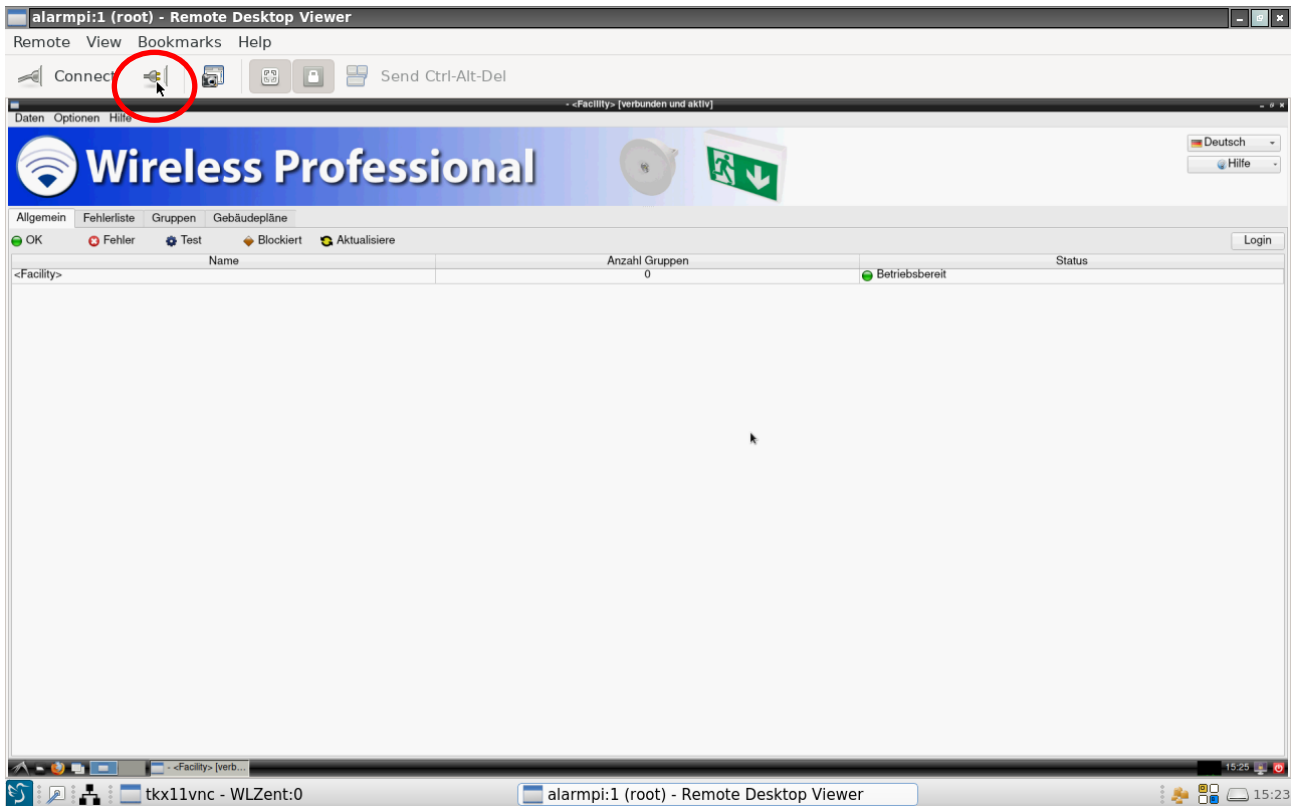 alarmpi:1 (root) - Remote Desktop Viewer
Remote View Bookmarks Help
Connect Send Ctrl-Alt-Del
- <Facility> [verbunden und aktiv]
Daten Optionen Hilfe
Wireless Professional
Deutsch
Hilfe
Allgemein Fehlerliste Gruppen Gebäudepläne
OK Fehler Test Blockiert Aktualisiere Login
Name Anzahl Gruppen Status
<Facility> 0 Betriebsbereit
- <Facility> [verb... 15:25
tkx11vnc - WLZent:0 alarmpi:1 (root) - Remote Desktop Viewer 15:23